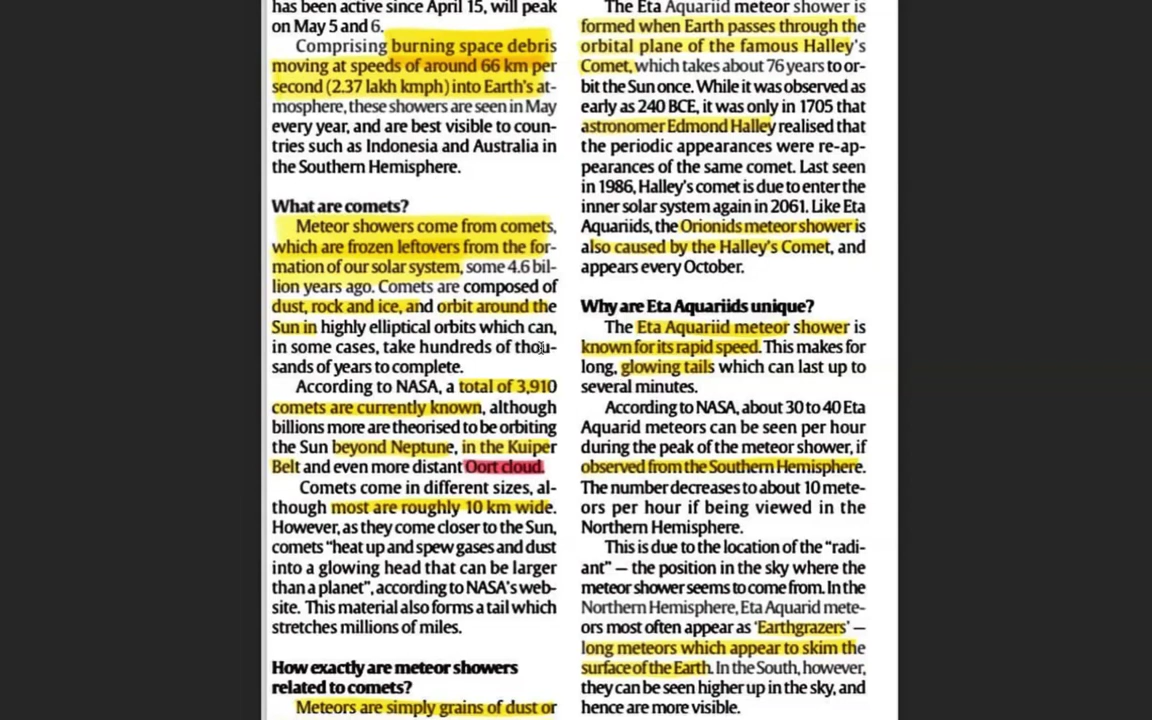 has been active since April 15, will peak
on May 5 and 6.
Comprising burning space debris
moving at speeds of around 66 km per
second (2.37 lakh kmph) into Earth's at-
mosphere, these showers are seen in May
every year, and are best visible to coun-
tries such as Indonesia and Australia in
the Southern Hemisphere.
What are comets?
Meteor showers come from comets,
which are frozen leftovers from the for-
mation of our solar system, some 4.6 bil-
lion years ago. Comets are composed of
dust, rock and ice, and orbit around the
Sun in highly elliptical orbits which can,
in some cases, take hundreds of thou-
sands of years to complete.
According to NASA, a total of 3,910
comets are currently known, although
billions more are theorised to be orbiting
the Sun beyond Neptune, in the Kuiper
Belt and even more distant Oort cloud.
Comets come in different sizes, al-
though most are roughly 10 km wide.
However, as they come closer to the Sun,
comets "heat up and spew gases and dust
into a glowing head that can be larger
than a planet", according to NASA's web-
site. This material also forms a tail which
stretches millions of miles.
How exactly are meteor showers
related to comets?
Meteors are simply grains of dust or
The Eta Aquariid meteor shower is
formed when Earth passes through the
orbital plane of the famous Halley's
Comet, which takes about 76 years to or-
bit the Sun once. While it was observed as
early as 240 BCE, it was only in 1705 that
astronomer Edmond Halley realised that
the periodic appearances were re-ap-
pearances of the same comet. Last seen
in 1986, Halley's comet is due to enter the
inner solar system again in 2061. Like Eta
Aquariids, the Orionids meteor shower is
also caused by the Halley's Comet, and
appears every October.
Why are Eta Aquariids unique?
The Eta Aquariid meteor shower is
known for its rapid speed. This makes for
long, glowing tails which can last up to
several minutes.
According to NASA, about 30 to 40 Eta
Aquarid meteors can be seen per hour
during the peak of the meteor shower, if
observed from the Southern Hemisphere.
The number decreases to about 10 mete-
ors per hour if being viewed in the
Northern Hemisphere.
This is due to the location of the "radi-
ant" — the position in the sky where the
meteor shower seems to come from. In the
Northern Hemisphere, Eta Aquarid mete-
ors most often appear as 'Earthgrazers' —
long meteors which appear to skim the
surface of the Earth. In the South, however,
they can be seen higher up in the sky, and
hence are more visible.